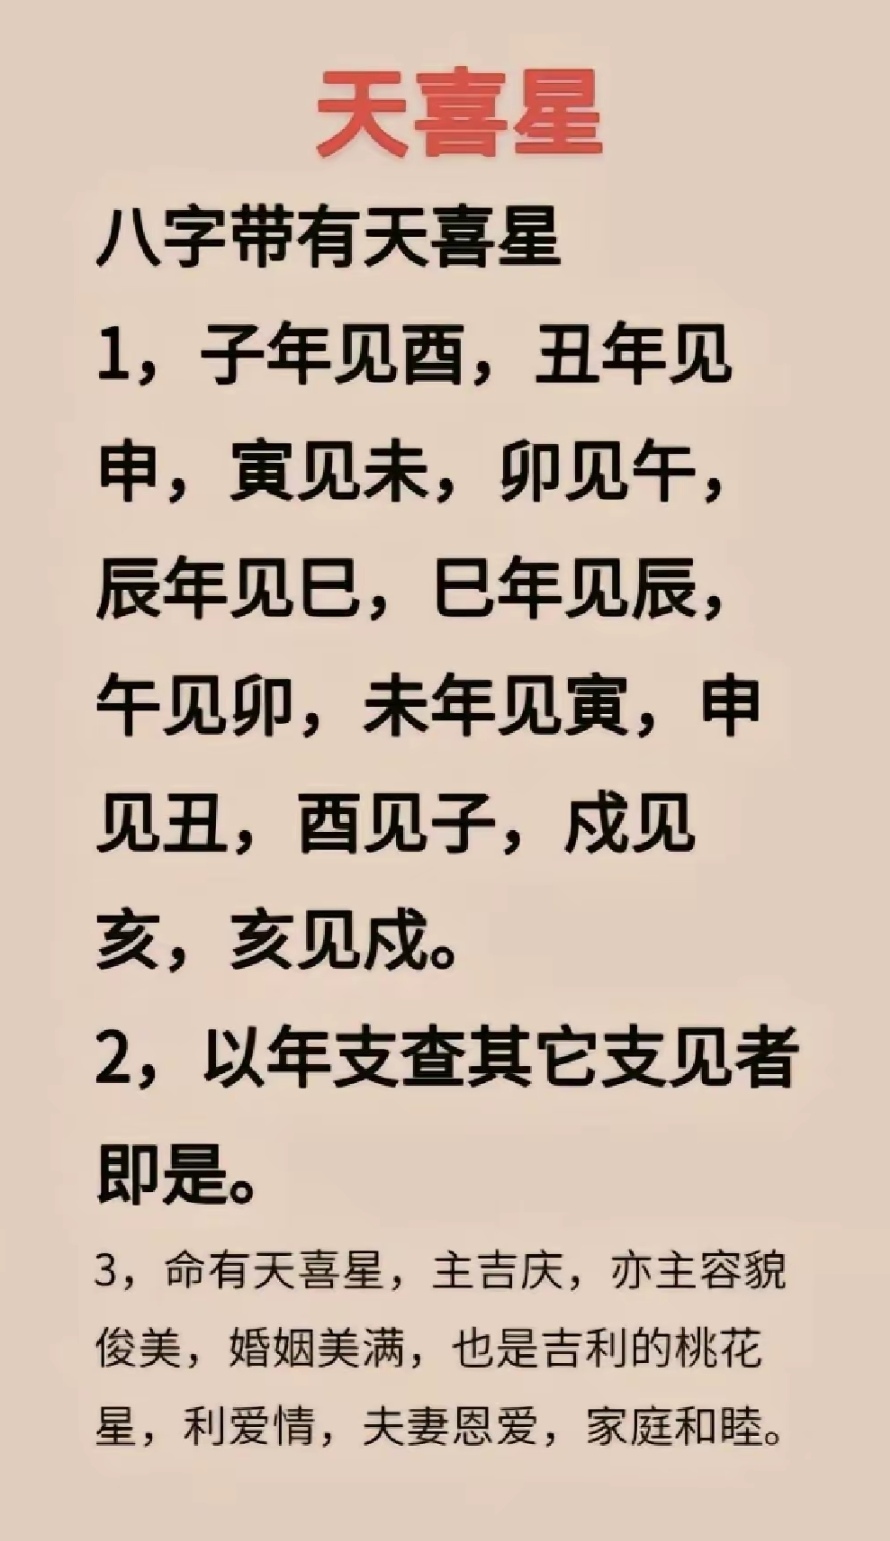 天喜星
八字带有天喜星
1，子年见酉，丑年见
申，寅见未，卯见午，
辰年见巳，巳年见辰，
午见卯，未年见寅，申
见丑，酉见子，戌见
亥，亥见戌。
2，以年支查其它支见者
即是。
3，命有天喜星，主吉庆，亦主容貌
俊美，婚姻美满，也是吉利的桃花
星，利爱情，夫妻恩爱，家庭和睦。